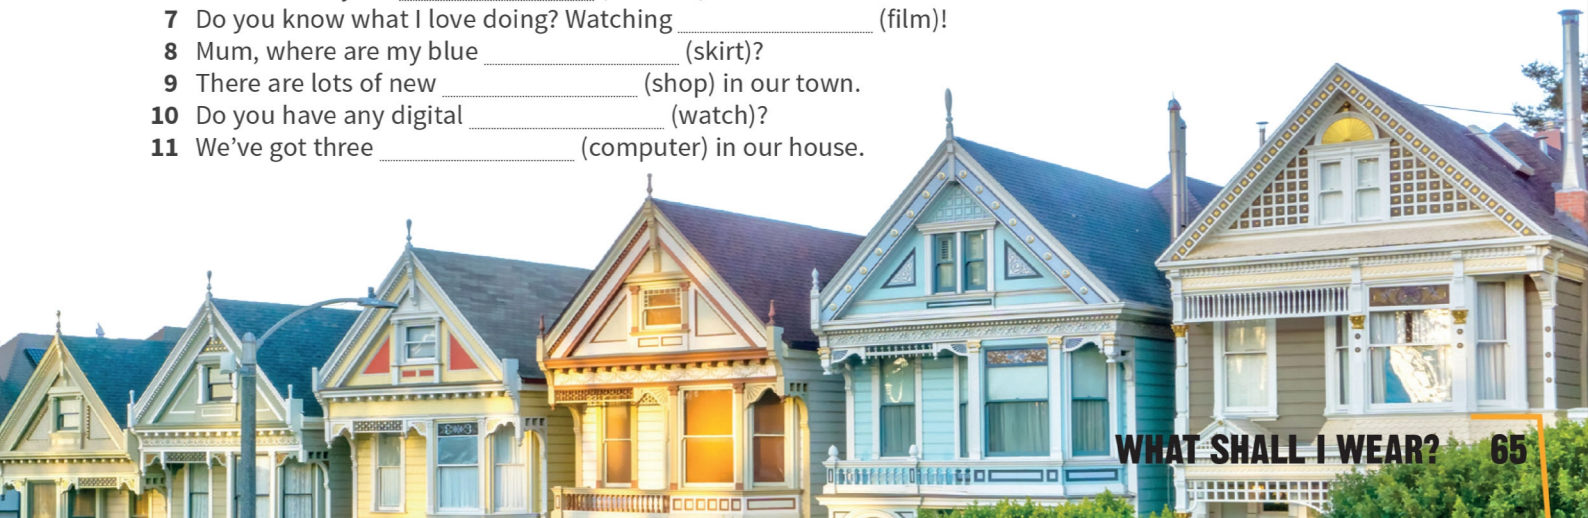 7 Do you know what I love doing? Watching (film)!
8 Mum, where are my blue (skirt)?
9 There are lots of new (shop) in our town.
10 Do you have any digital (watch)?
11 We’ve got three (computer) in our house.
WHAT SHALL I WEAR? 65